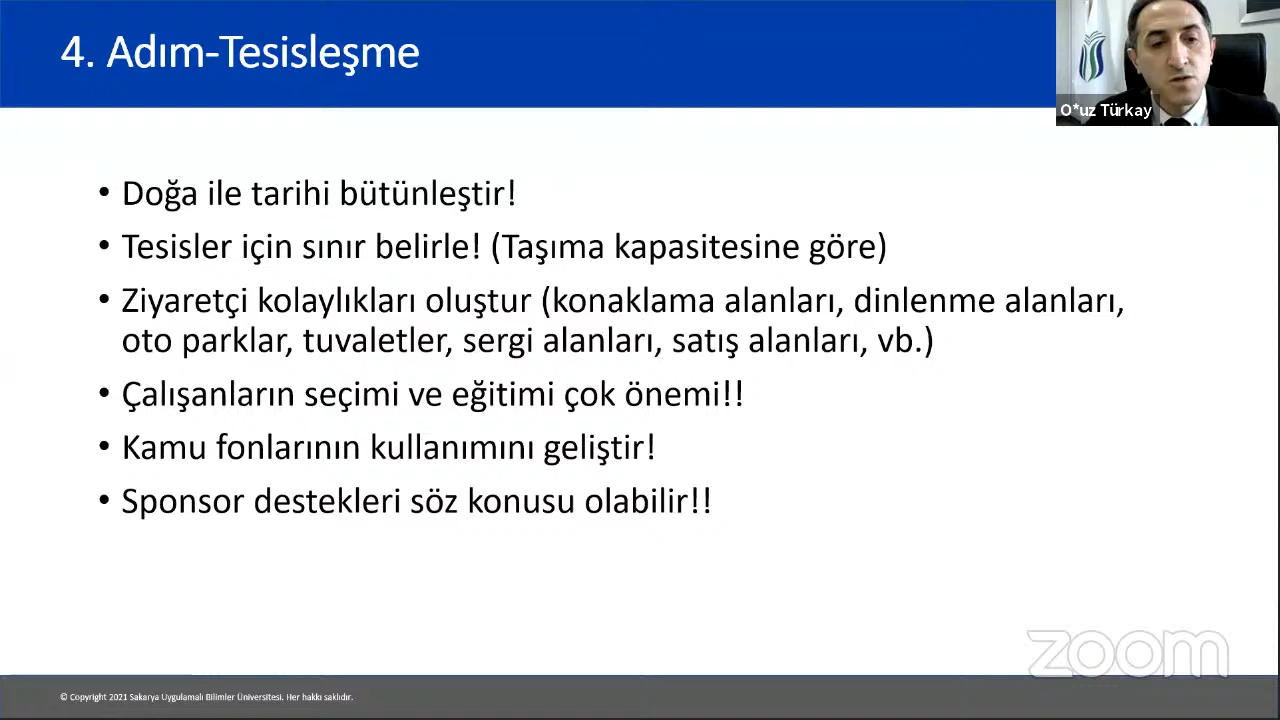 4. Adım-Tesisleşme
O*uz Türkay
• Doğa ile tarihi bütünleştir!
• Tesisler için sınır belirle! (Taşıma kapasitesine göre)
• Ziyaretçi kolaylıkları oluştur (konaklama alanları, dinlenme alanları,
oto parklar, tuvaletler, sergi alanları, satış alanları, vb.)
• Çalışanların seçimi ve eğitimi çok önemi!!
• Kamu fonlarının kullanımını geliştir!
• Sponsor destekleri söz konusu olabilir!!
zoom
© Copyright 2021 Sakarya Uygulamalı Bilimler Üniversitesi. Her hakkı saklıdır.